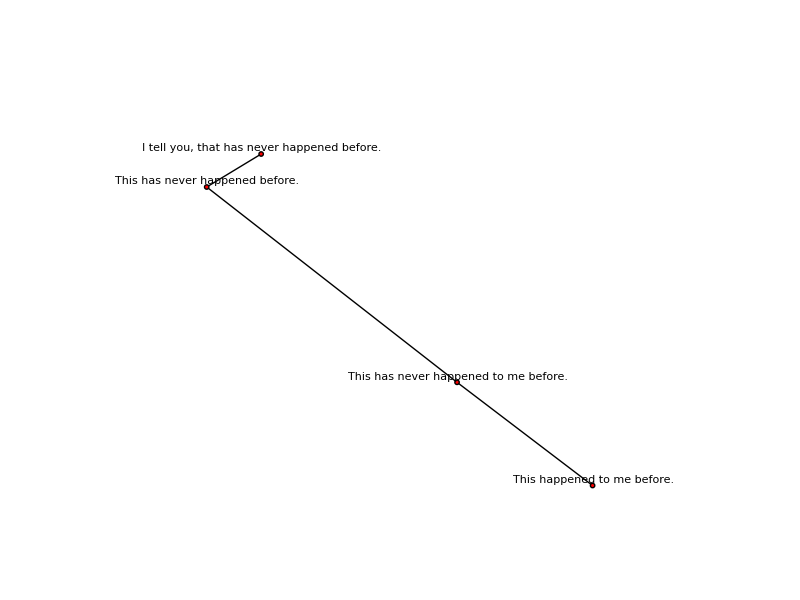 I tell you, that has never happened before.
This has never happened before.
This has never happened to me before.
This happened to me before.